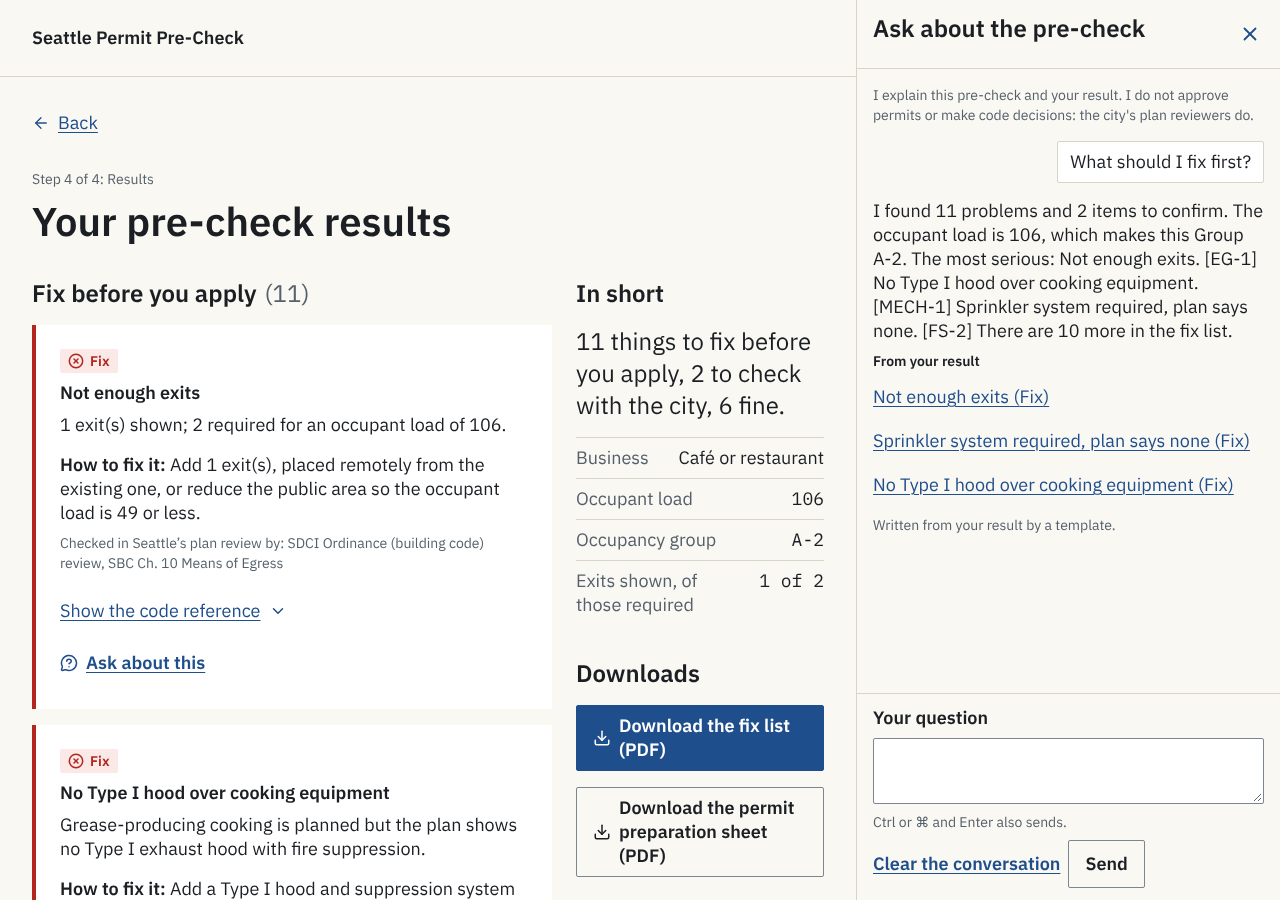 Seattle Permit Pre-Check
Back
Step 4 of 4: Results
Your pre-check results
Fix before you apply (11)
Fix
Not enough exits
1 exit(s) shown; 2 required for an occupant load of 106.
How to fix it: Add 1 exit(s), placed remotely from the
existing one, or reduce the public area so the occupant
load is 49 or less.
Checked in Seattle’s plan review by: SDCI Ordinance (building code)
review, SBC Ch. 10 Means of Egress
Show the code reference
Ask about this
Fix
No Type I hood over cooking equipment
Grease-producing cooking is planned but the plan shows
no Type I exhaust hood with fire suppression.
How to fix it: Add a Type I hood and suppression system
In short
11 things to fix before
you apply, 2 to check
with the city, 6 fine.
Business Café or restaurant
Occupant load 106
Occupancy group A-2
Exits shown, of 1 of 2
those required
Downloads
Download the fix list
(PDF)
Download the permit
preparation sheet
(PDF)
Ask about the pre-check
I explain this pre-check and your result. I do not approve
permits or make code decisions: the city's plan reviewers do.
What should I fix first?
I found 11 problems and 2 items to confirm. The
occupant load is 106, which makes this Group
A-2. The most serious: Not enough exits. [EG-1]
No Type I hood over cooking equipment.
[MECH-1] Sprinkler system required, plan says
none. [FS-2] There are 10 more in the fix list.
From your result
Not enough exits (Fix)
Sprinkler system required, plan says none (Fix)
No Type I hood over cooking equipment (Fix)
Written from your result by a template.
Your question
Ctrl or ⌘ and Enter also sends.
Clear the conversation
Send